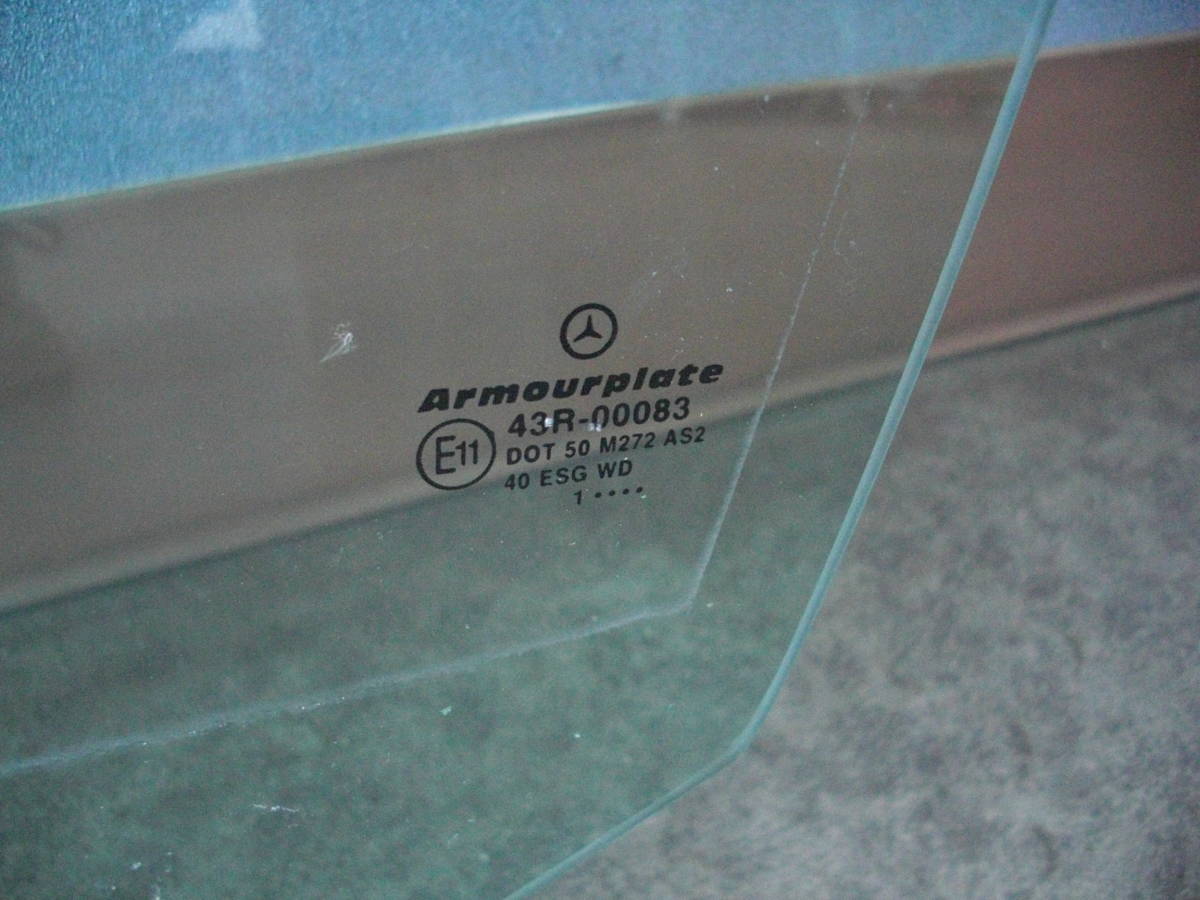 Armourplate
43R-00083
E11
DOT 50 M272 AS2
40 ESG WD
1 ••••